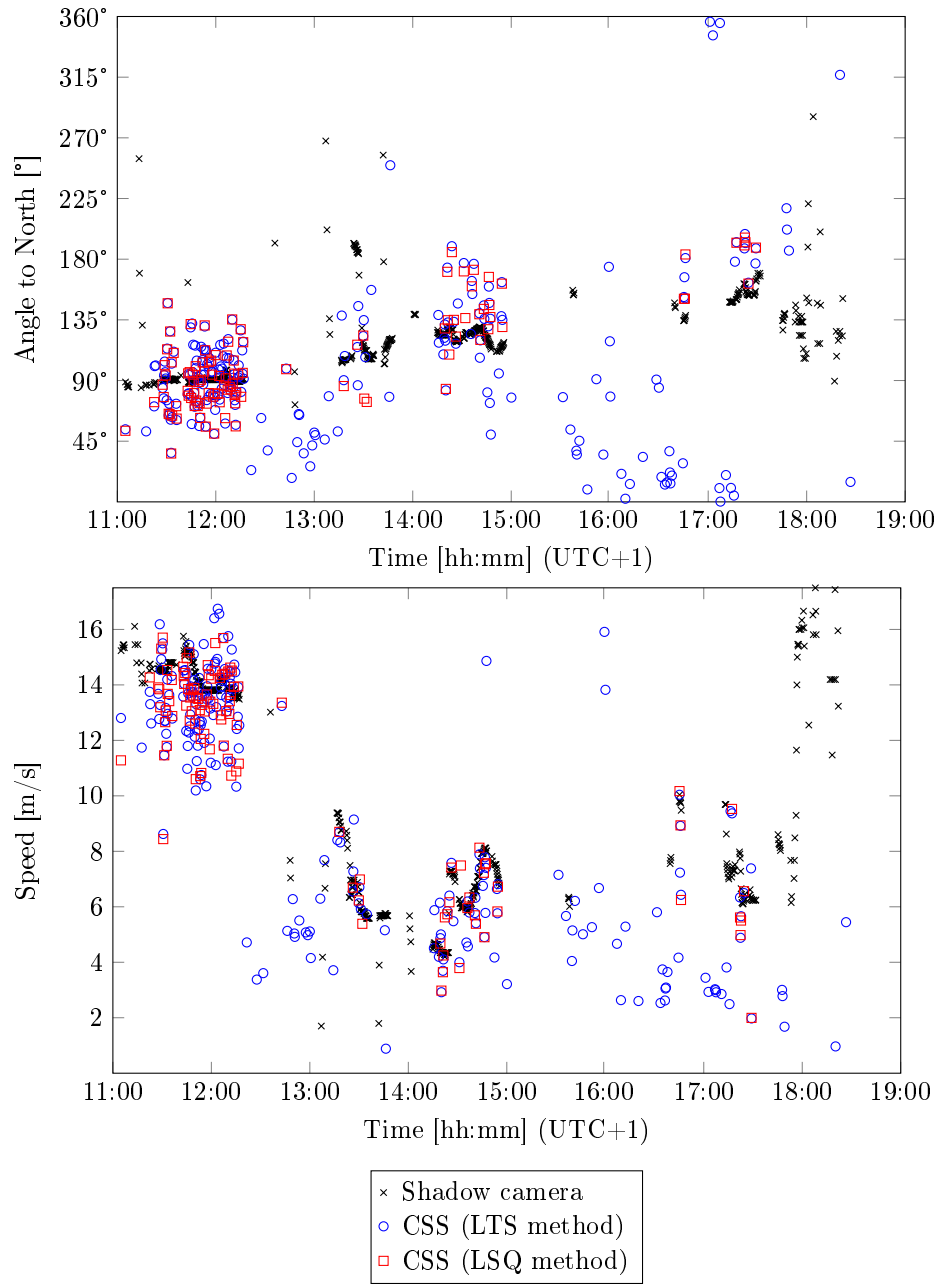 360°
315°
270°
225°
180°
135°
90°
45°
Angle to North [°]
11:00 12:00 13:00 14:00 15:00 16:00 17:00 18:00 19:00
Time [hh:mm] (UTC+1)
16
14
12
10
8
6
4
2
Speed [m/s]
11:00 12:00 13:00 14:00 15:00 16:00 17:00 18:00 19:00
Time [hh:mm] (UTC+1)
Shadow camera
CSS (LTS method)
CSS (LSQ method)